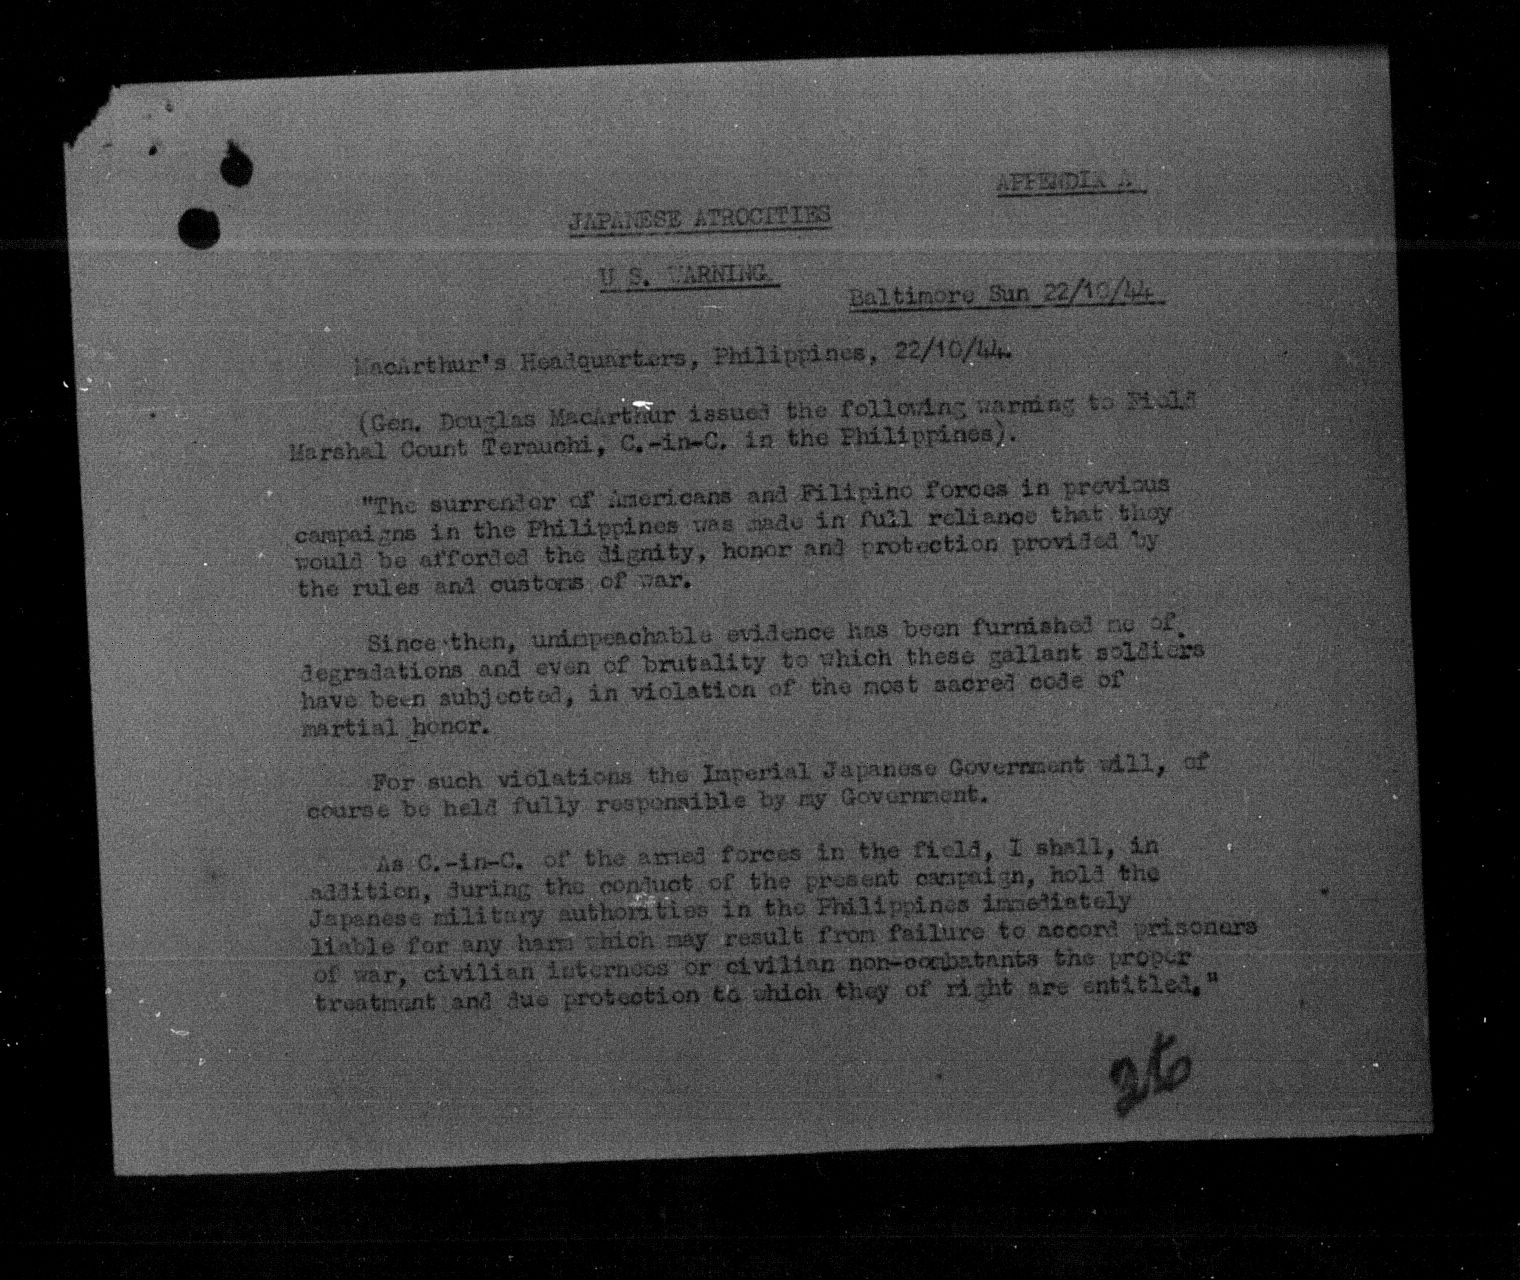 APPENDIX A
JAPANESE ATROCITIES
U S. WARNING.
Baltimore Sun 22/10/44
MacArthur's Headquarters, Philippines, 22/10/44.
(Gen. Douglas MacArthur issued the following warning to Field
Marshal Count Terauchi, C.-in-C. in the Philippines).
"The surrender of Americans and Filipino forces in previous
campaigns in the Philippines was made in full reliance that they
would be afforded the dignity, honor and protection provided by
the rules and customs of war.
Since then, unimpeachable evidence has been furnished me of
degradations and even of brutality to which these gallant soldiers
have been subjected, in violation of the most sacred code of
martial honor.
For such violations the Imperial Japanese Government will, of
course be held fully responsible by my Government.
As C.-in-C. of the armed forces in the field, I shall, in
addition, during the conduct of the present campaign, hold the
Japanese military authorities in the Philippines immediately
liable for any harm which may result from failure to accord prisoners
of war, civilian internees or civilian non-combatants the proper
treatment and due protection to which they of right are entitled."
26